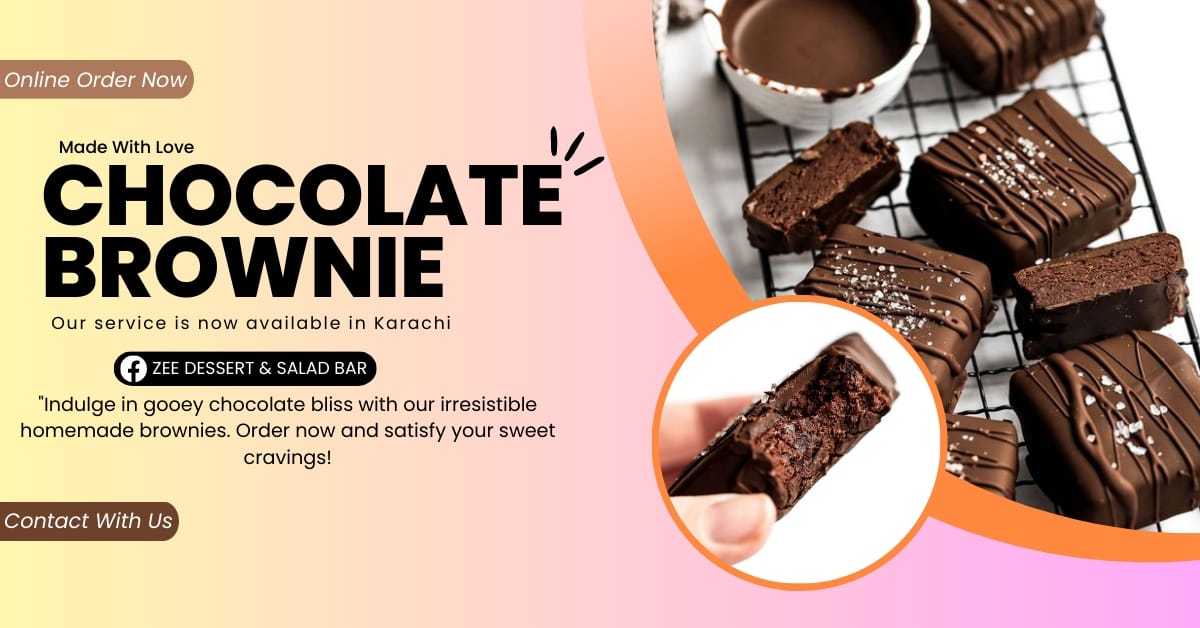 Online Order Now
Made With Love
CHOCOLATE
BROWNIE
Our service is now available in Karachi
ZEE DESSERT & SALAD BAR
"Indulge in gooey chocolate bliss with our irresistible
homemade brownies. Order now and satisfy your sweet
cravings!
Contact With Us